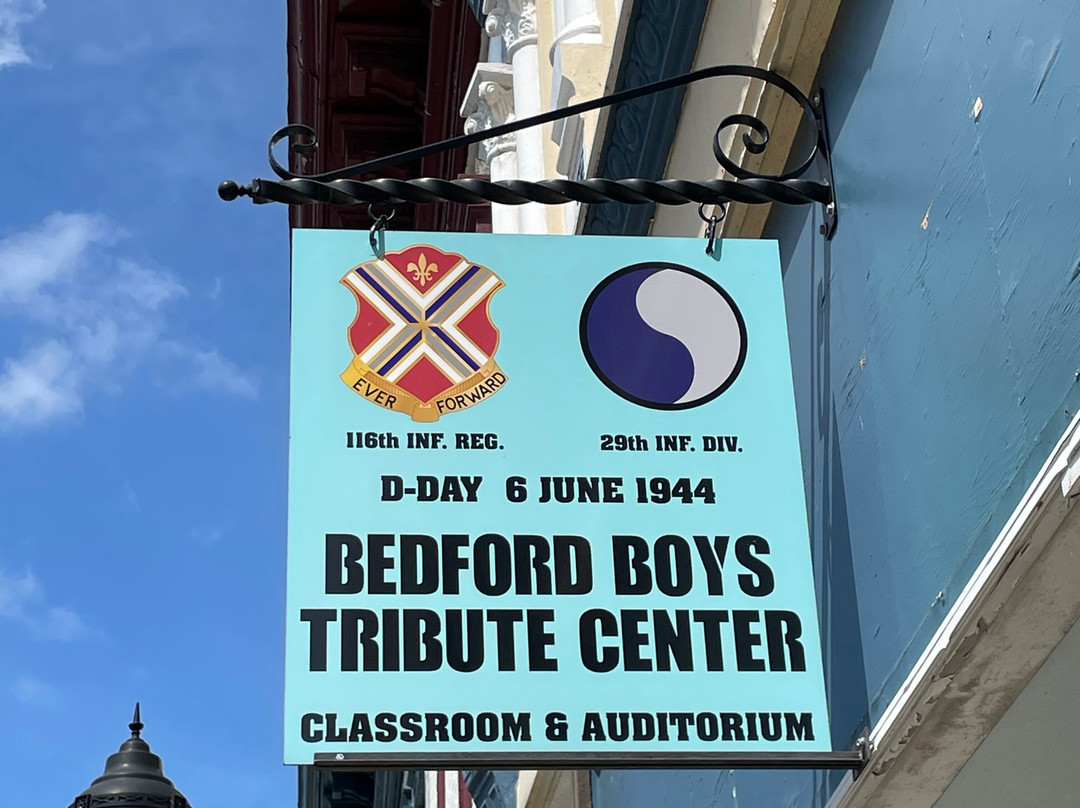 EVER FORWARD
116th INF. REG.
29th INF. DIV.
D-DAY 6 JUNE 1944
BEDFORD BOYS
TRIBUTE CENTER
CLASSROOM & AUDITORIUM